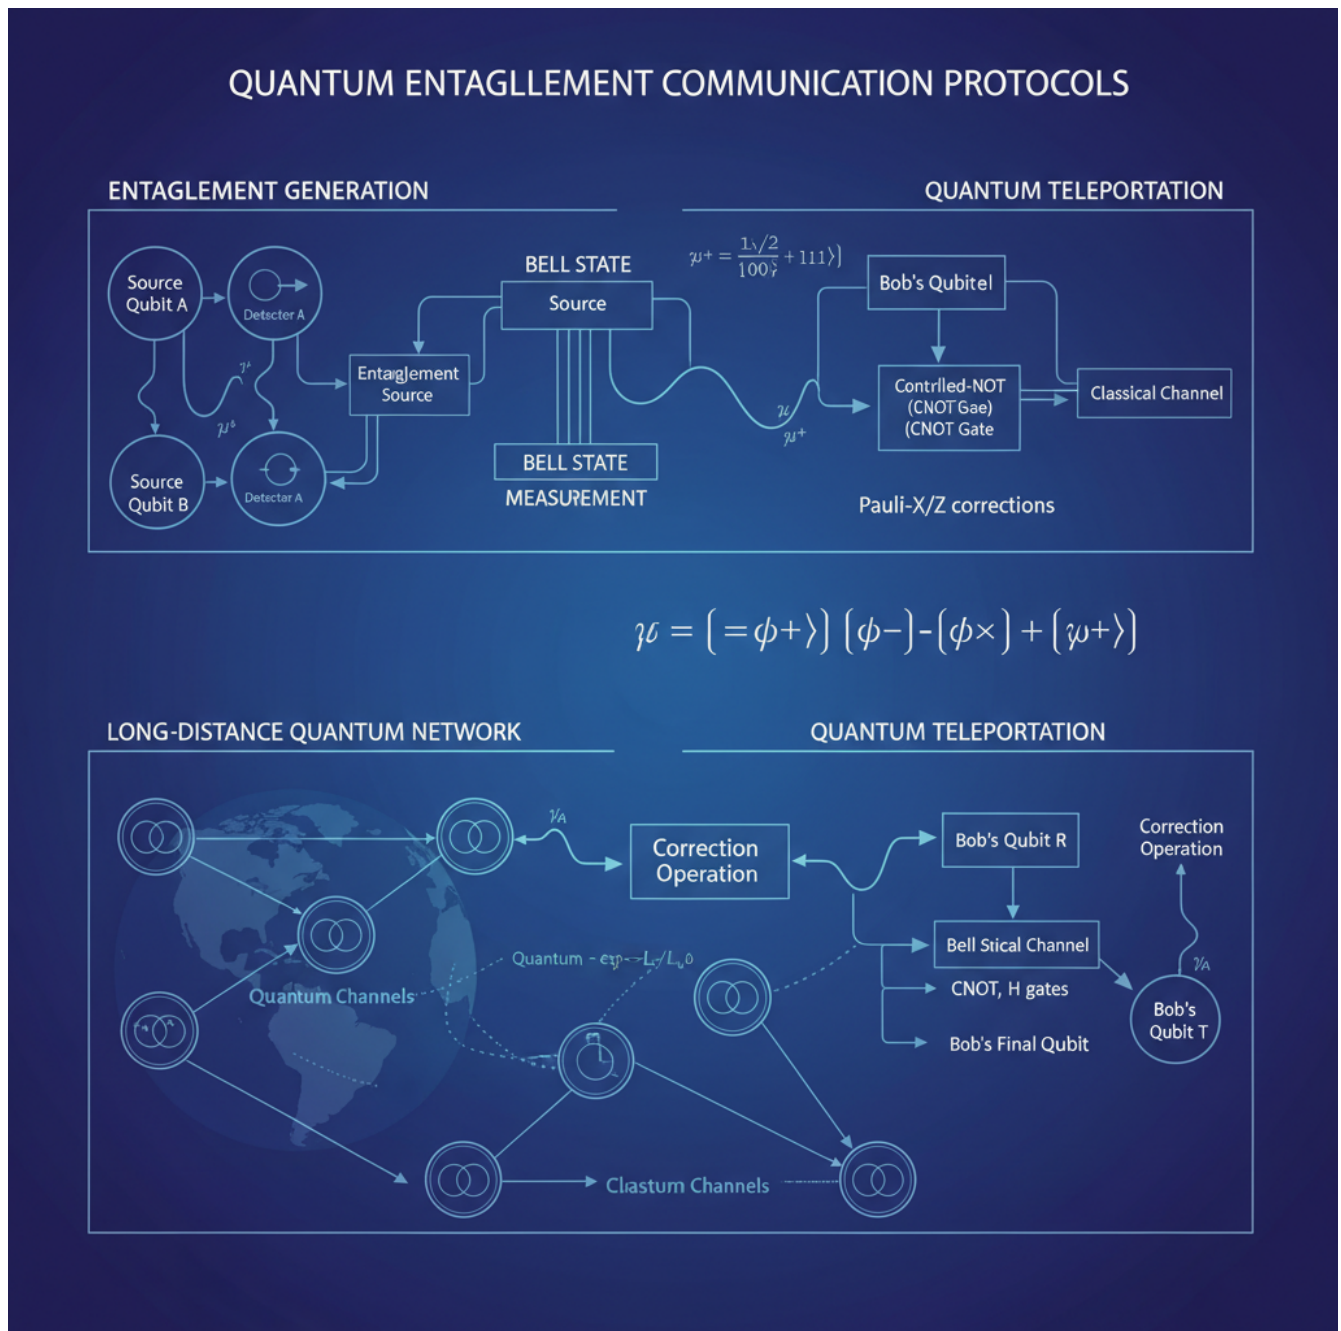 QUANTUM ENTAGLLEMENT COMMUNICATION PROTOCOLS
ENTAGLEMENT GENERATION
QUANTUM TELEPORTATION
Source
Qubit A
Detecter A
Source
Qubit B
Detectar A
Entaglement
Source
BELL STATE
Source
BELL STATE
MEASUREMENT
Bob's Qubitel
Contrlled-NOT
(CNOT Gae)
(CNOT Gate
Classical Channel
Pauli-X/Z corrections
LONG-DISTANCE QUANTUM NETWORK
QUANTUM TELEPORTATION
Correction
Operation
Bob's Qubit R
Correction
Operation
Bell Stical Channel
CNOT, H gates
Bob's Final Qubit
Bob's
Qubit T
Quantum
Quantum Channels
Clastum Channels